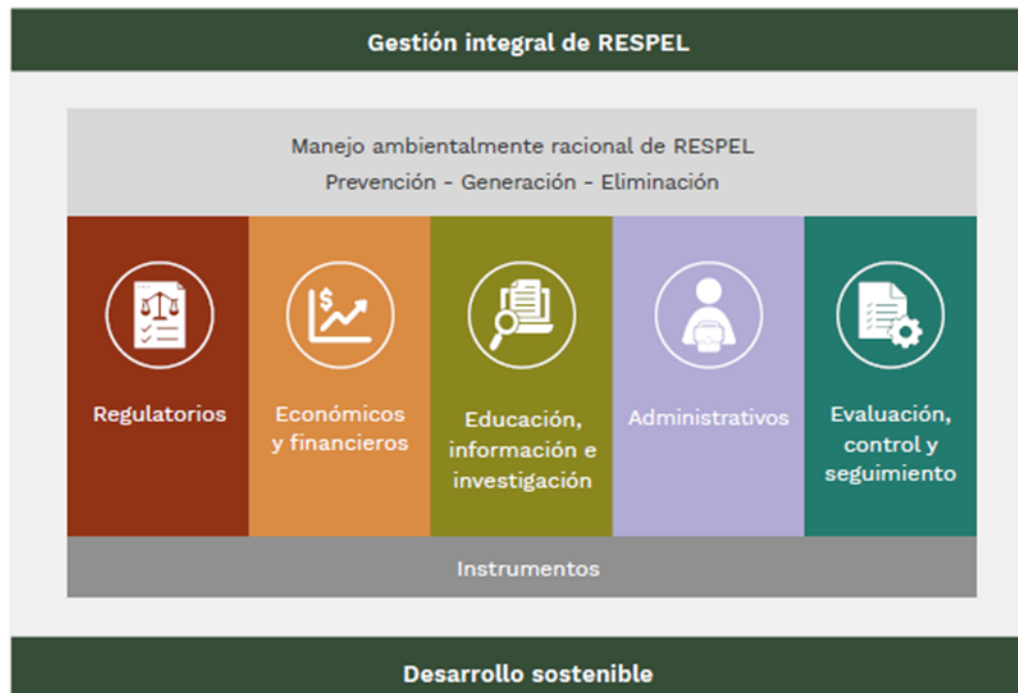 Gestión integral de RESPEL
Manejo ambientalmente racional de RESPEL
Prevención - Generación - Eliminación
Regulatorios
Económicos
y financieros
Educación,
información e
investigación
Administrativos
Evaluación,
control y
seguimiento
Instrumentos
Desarrollo sostenible